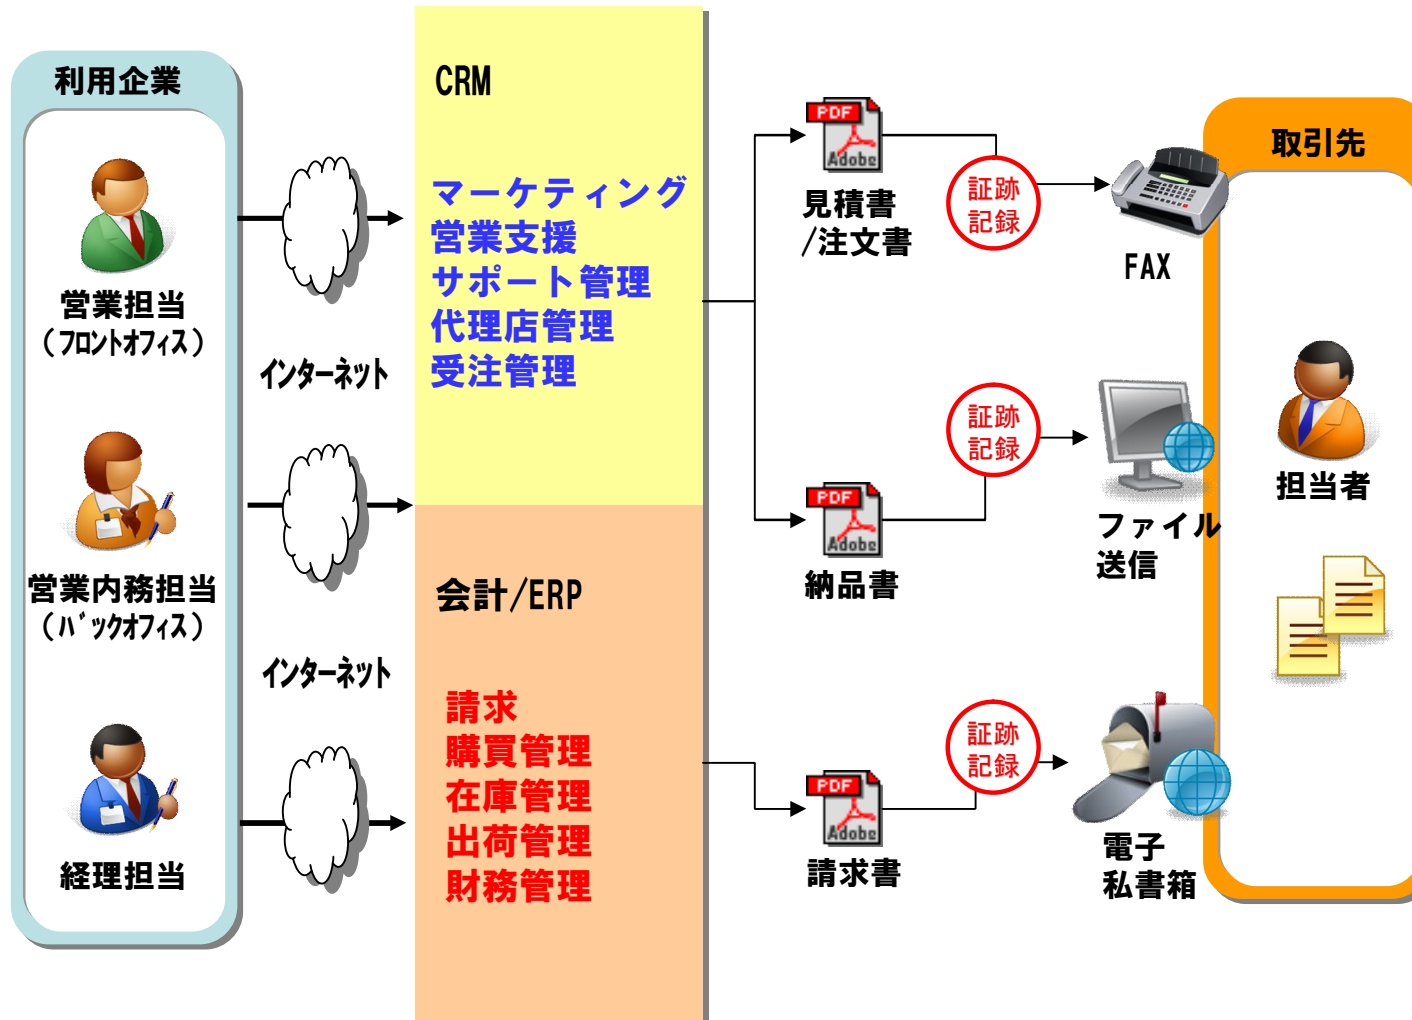 利用企業
営業担当
（フロントオフィス）
営業内務担当
（バックオフィス）
経理担当
インターネット
インターネット
CRM
マーケティング
営業支援
サポート管理
代理店管理
受注管理
会計/ERP
請求
購買管理
在庫管理
出荷管理
財務管理
PDF
Adobe
見積書
/注文書
証跡
記録
FAX
PDF
Adobe
納品書
証跡
記録
ファイル
送信
PDF
Adobe
請求書
証跡
記録
電子
私書箱
取引先
担当者